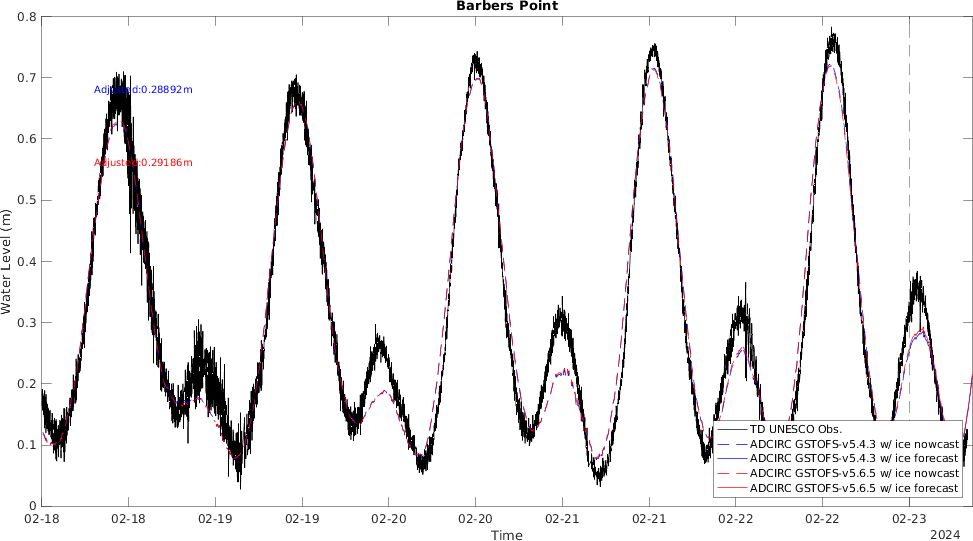 Barbers Point
0.8
0.7
0.6
0.5
0.4
0.3
0.2
0.1
0
Water Level (m)
Adjusted:0.28892m
Adjusted:0.29186m
TD UNESCO Obs.
ADCIRC GSTOFS-v5.4.3 w/ ice nowcast
ADCIRC GSTOFS-v5.4.3 w/ ice forecast
ADCIRC GSTOFS-v5.6.5 w/ ice nowcast
ADCIRC GSTOFS-v5.6.5 w/ ice forecast
02-18 02-18 02-19 02-19 02-20 02-20 02-21 02-21 02-22 02-22 02-23
Time
2024